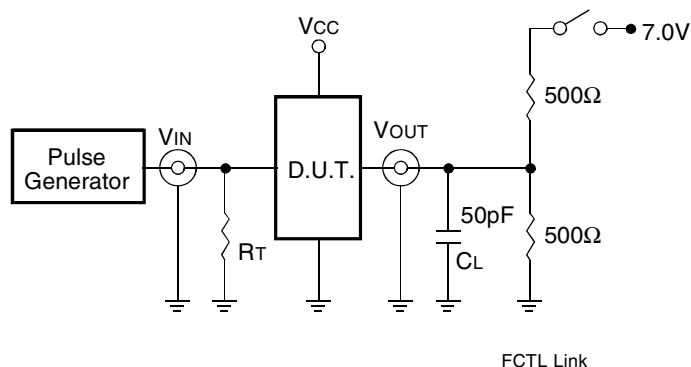 VCC
7.0V
500Ω
Pulse
Generator
VIN
D.U.T.
VOUT
50pF
CL
500Ω
RT
FCTL Link